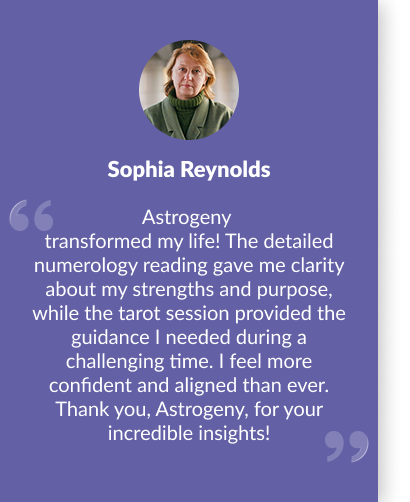 Sophia Reynolds
Astrogeny
transformed my life! The detailed
numerology reading gave me clarity
about my strengths and purpose,
while the tarot session provided the
guidance I needed during a
challenging time. I feel more
confident and aligned than ever.
Thank you, Astrogeny, for your
incredible insights!